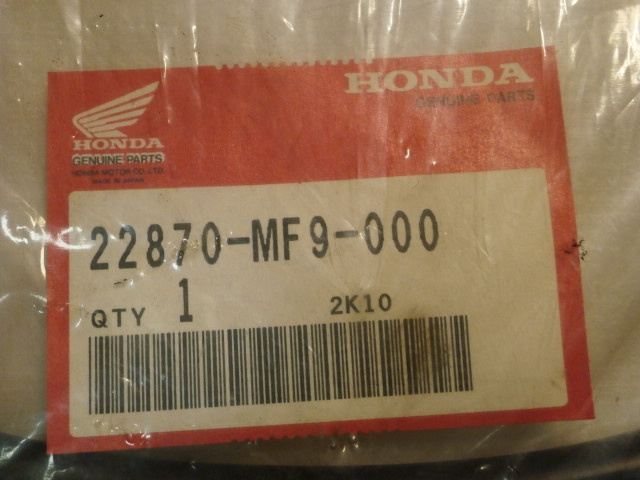 HONDA
GENUINE PARTS
HONDA
GENUINE PARTS
HONDA MOTOR CO., LTD.
MADE IN JAPAN
22870-MF9-000
QTY 1 2K10